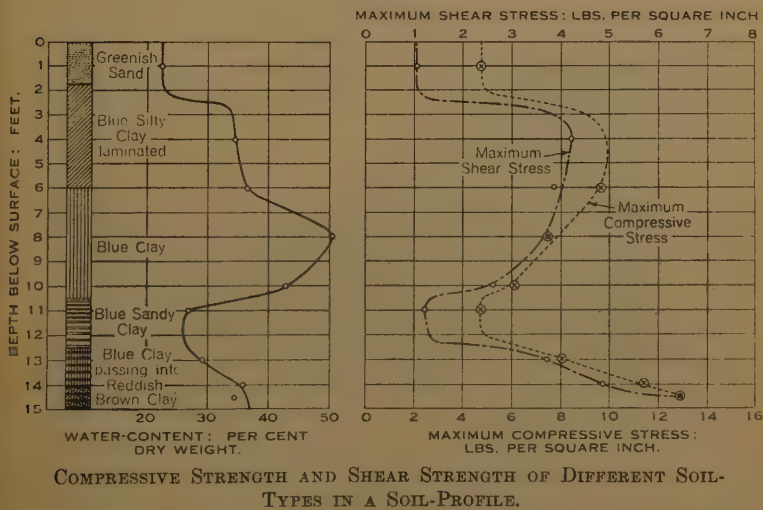 MAXIMUM SHEAR STRESS: LBS. PER SQUARE INCH
0 1 2 3 4 5 6 7 8
0
1
2
3
4
5
6
7
8
9
10
11
12
13
14
15
DEPTH BELOW SURFACE: FEET.
Greenish
Sand
Blue Silty
Clay
laminated
Blue Clay
Blue Sandy
Clay
Blue Clay
passing into
Reddish
Brown Clay
20 30 40 50
WATER-CONTENT: PER CENT
DRY WEIGHT.
Maximum
Shear Stress
Maximum
Compressive
Stress
0 2 4 6 8 10 12 14 16
MAXIMUM COMPRESSIVE STRESS:
LBS. PER SQUARE INCH.
COMPRESSIVE STRENGTH AND SHEAR STRENGTH OF DIFFERENT SOIL-
TYPES IN A SOIL-PROFILE.